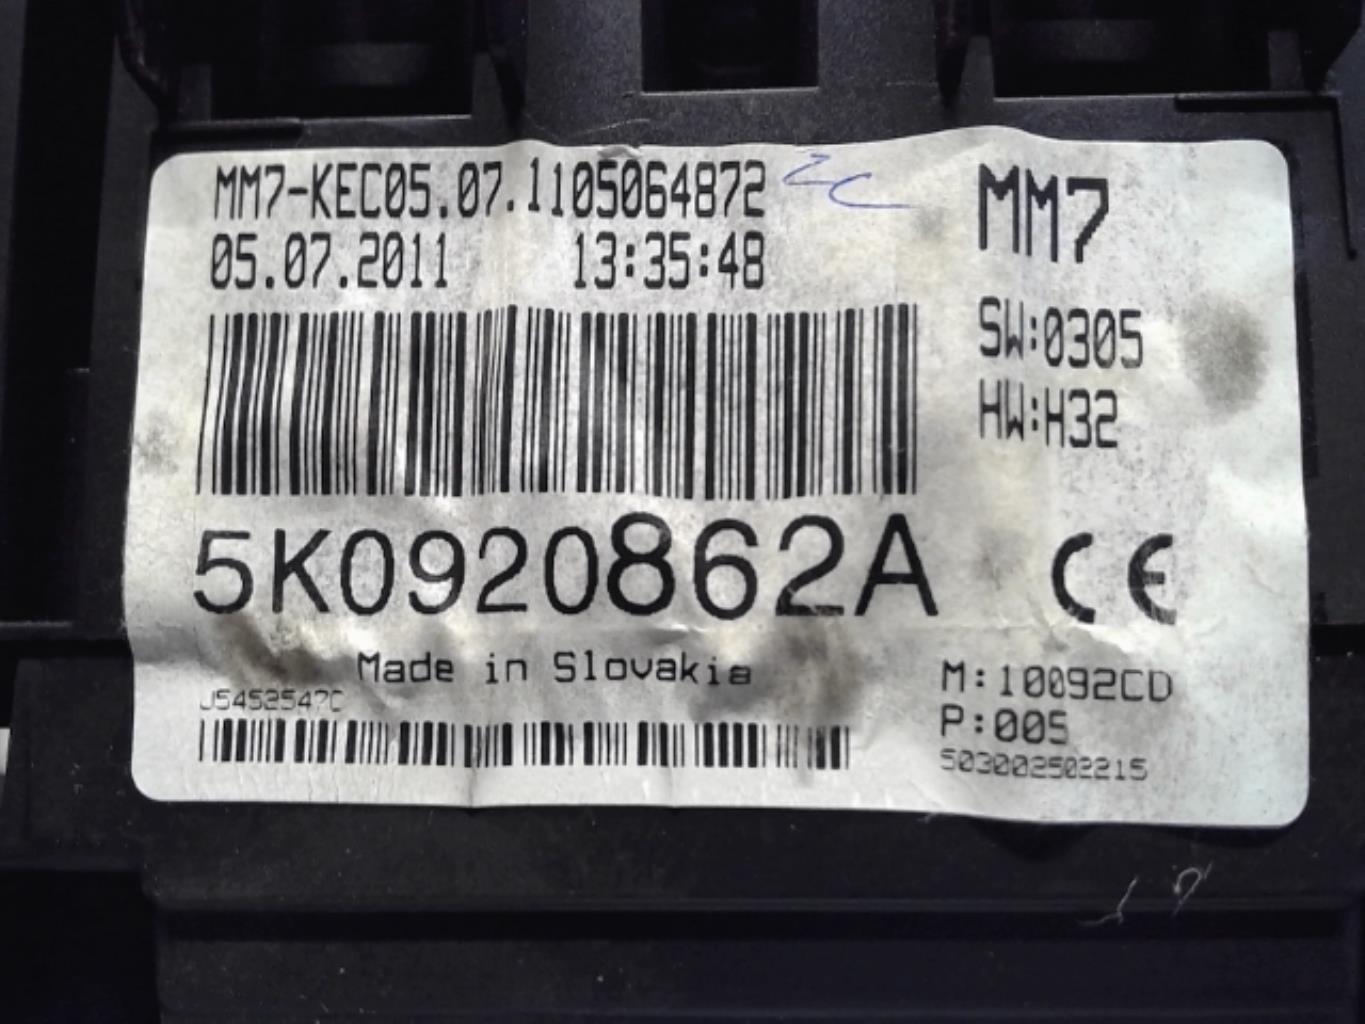 MM7-KEC05.07.1105064872
05.07.2011 13:35:48
MM7
SW:0305
HW:H32
5K0920862A
CE
Made in Slovakia
J5452547C
M:10092CD
P:005
503002502215